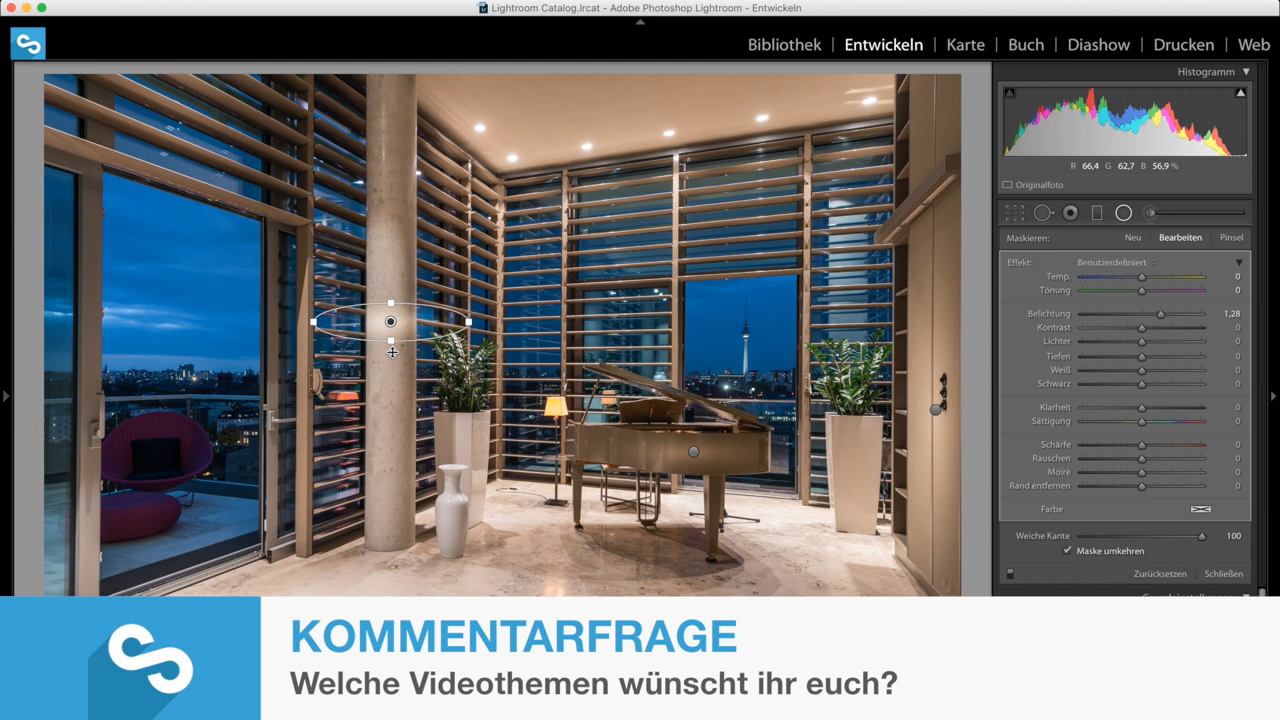 Lightroom Catalog.lrcat - Adobe Photoshop Lightroom - Entwickeln
Bibliothek | Entwickeln | Karte | Buch | Diashow | Drucken | Web
Histogramm
R 66,4 G 62,7 B 56,9 %
Originalfoto
Maskieren: Neu Bearbeiten Pinsel
Effekt: Benutzerdefiniert
Temp. 0
Tönung 0
Belichtung 1,28
Kontrast 0
Lichter 0
Tiefen 0
Weiß 0
Schwarz 0
Klarheit 0
Sättigung 0
Schärfe 0
Rauschen 0
Moiré 0
Rand entfernen 0
Farbe
Weiche Kante 100
Maske umkehren
Zurücksetzen Schließen
KOMMENTARFRAGE
Welche Videothemen wünscht ihr euch?